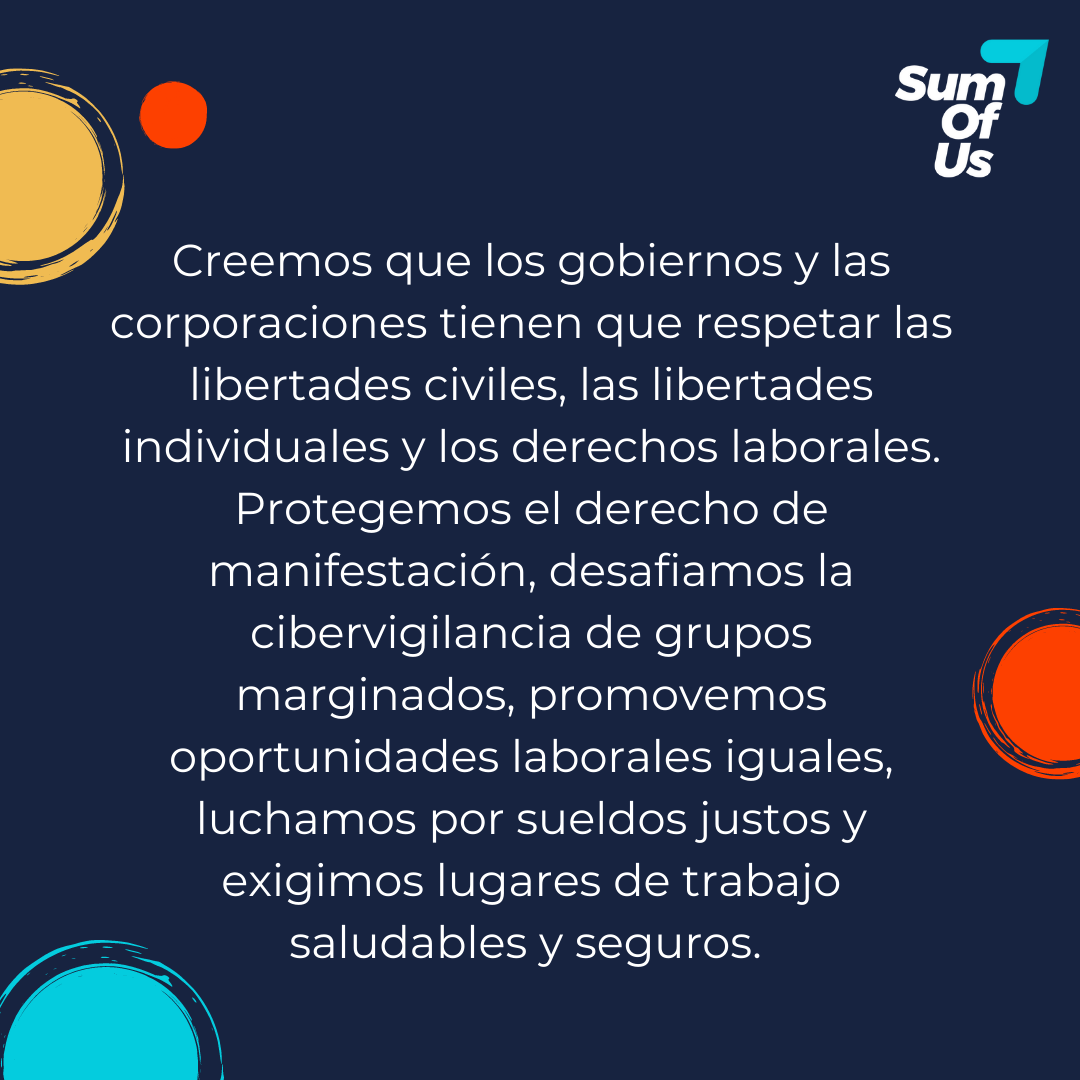 Sum
Of
Us
Creemos que los gobiernos y las
corporaciones tienen que respetar las
libertades civiles, las libertades
individuales y los derechos laborales.
Protegemos el derecho de
manifestación, desafiamos la
cibervigilancia de grupos
marginados, promovemos
oportunidades laborales iguales,
luchamos por sueldos justos y
exigimos lugares de trabajo
saludables y seguros.